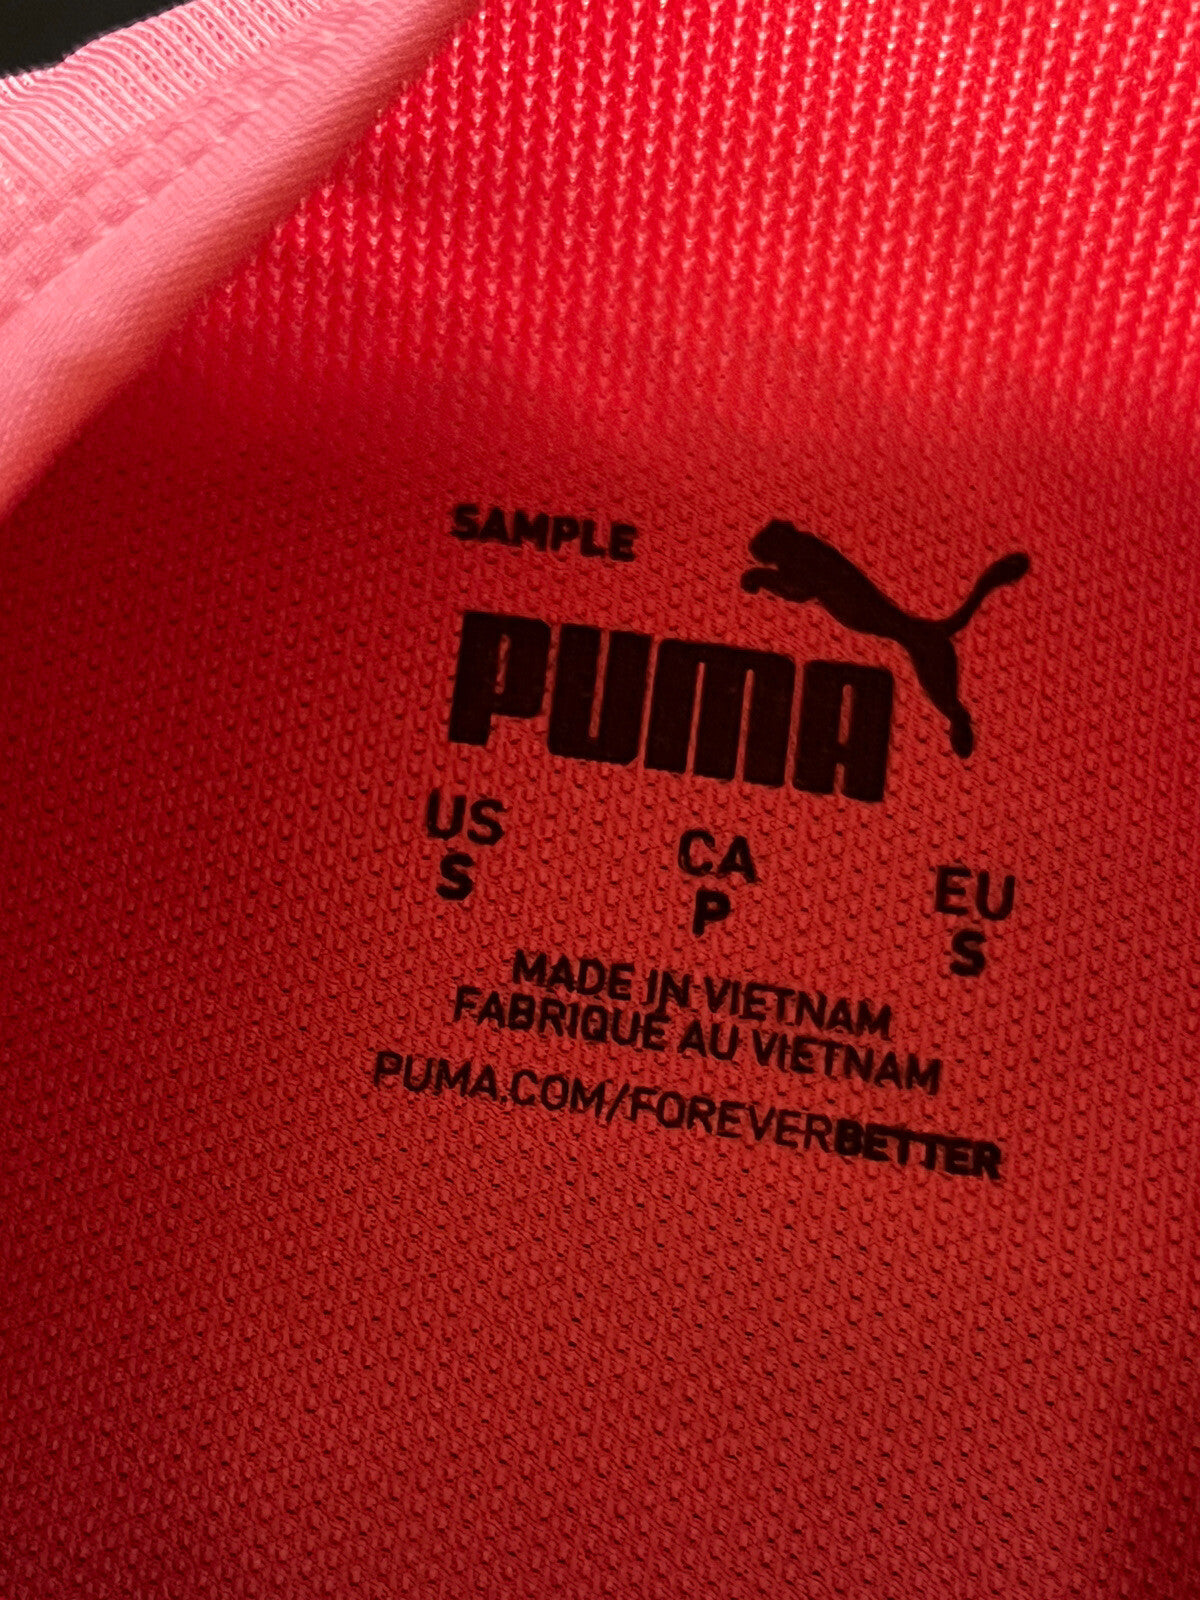 SAMPLE
PUMA
US CA EU
S P S
MADE IN VIETNAM
FABRIQUÉ AU VIETNAM
PUMA.COM/FOREVERBETTER